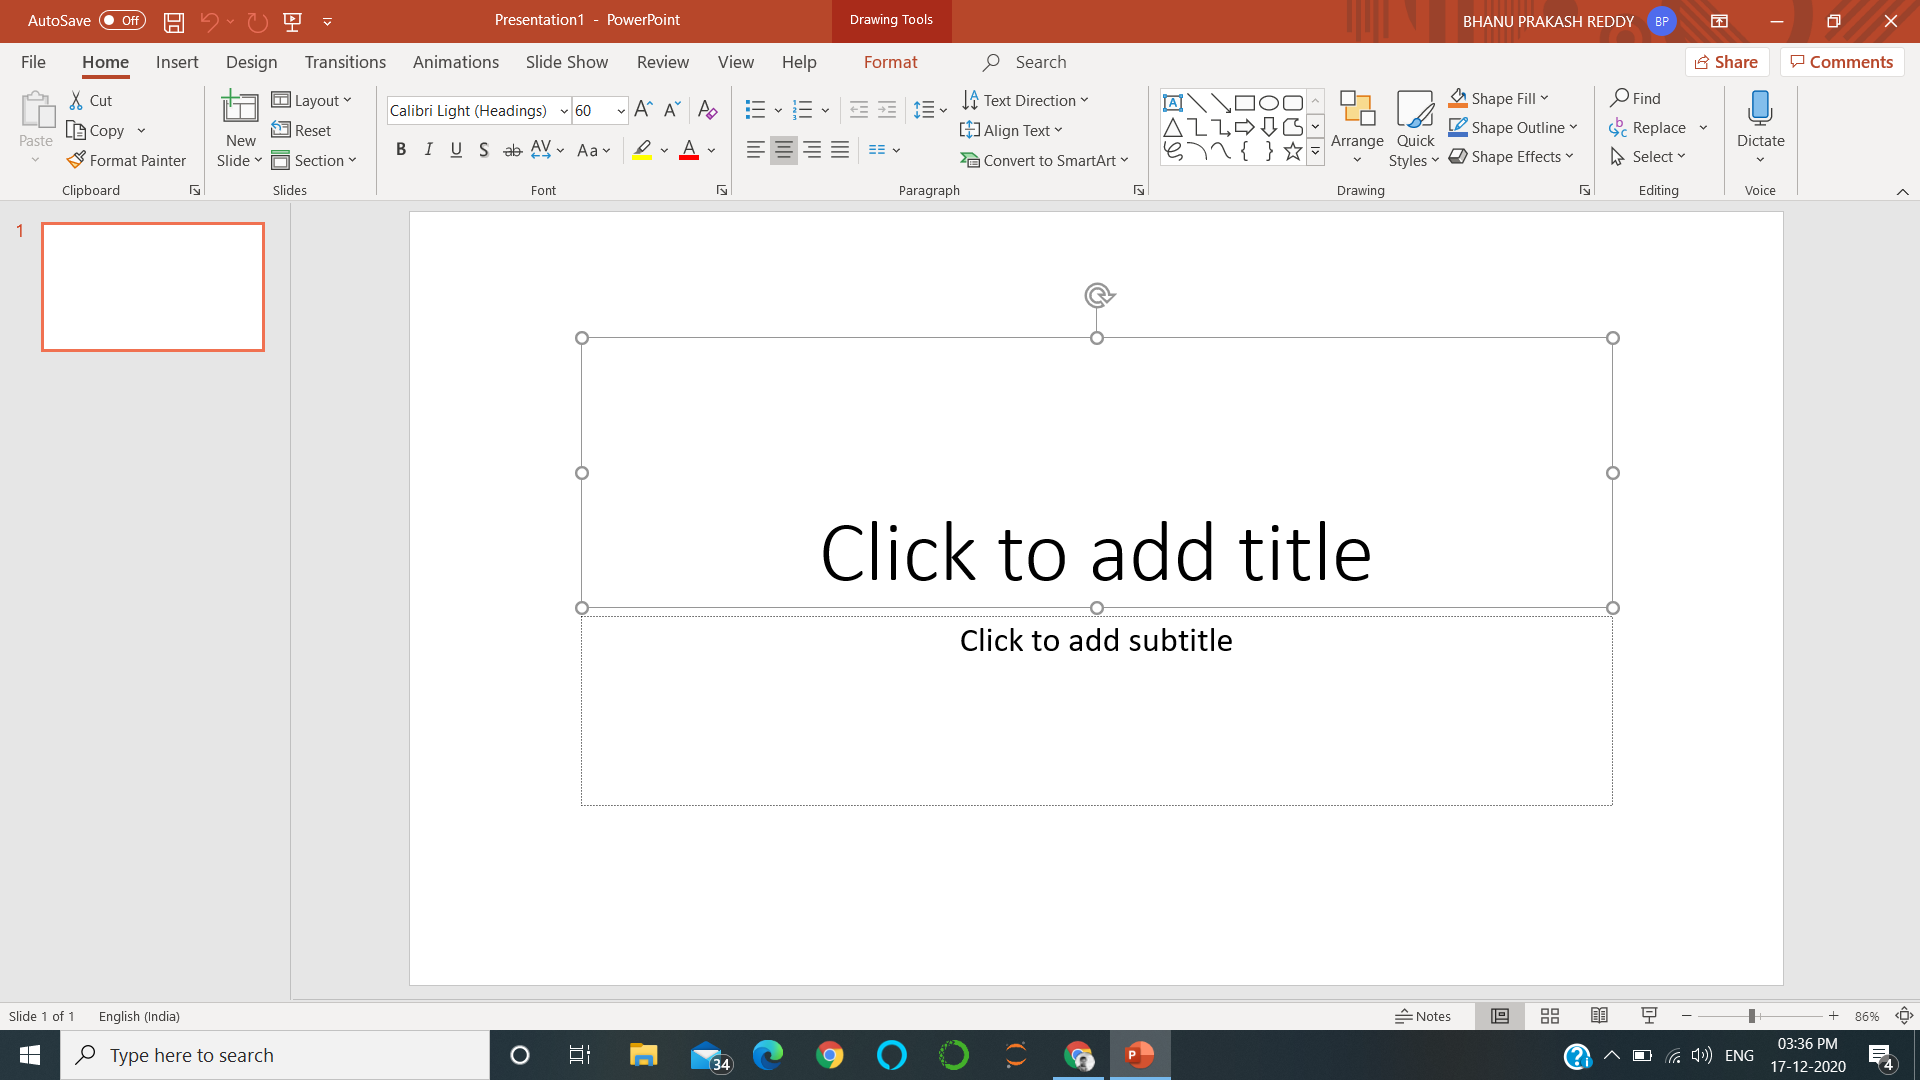 AutoSave Off Presentation1 - PowerPoint Drawing Tools BHANU PRAKASH REDDY BP
File Home Insert Design Transitions Animations Slide Show Review View Help Format Search Share Comments
Paste Cut Copy Format Painter Clipboard
New Slide Layout Reset Section Slides
Calibri Light (Headings) 60 A A A
B I U S ab AV Aa A Font
Text Direction Align Text Convert to SmartArt Paragraph
A Arrange Quick Styles Shape Fill Shape Outline Shape Effects Drawing
Find Replace Select Editing
Dictate Voice
1
Click to add title
Click to add subtitle
Slide 1 of 1 English (India) Notes 86%
Type here to search 34 P ENG 03:36 PM
17-12-2020 4